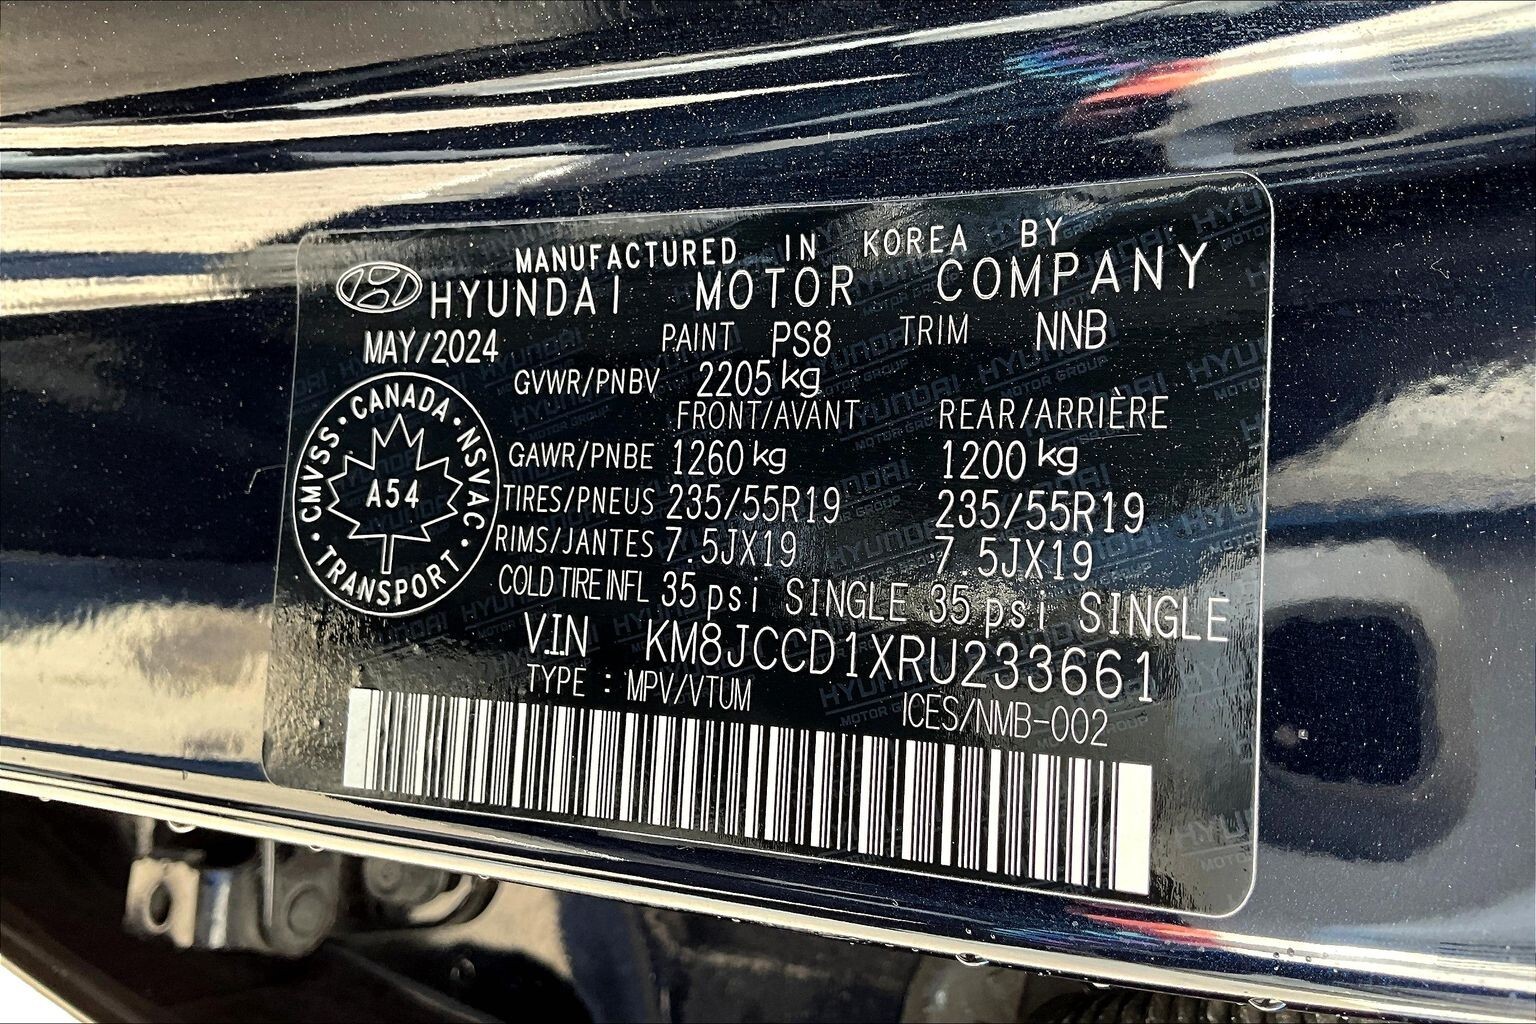 MANUFACTURED IN KOREA BY
HYUNDAI MOTOR COMPANY
MAY/2024 PAINT PS8 TRIM NNB
GVWR/PNBV 2205 kg
FRONT/AVANT REAR/ARRIÈRE
GAWR/PNBE 1260 kg 1200 kg
TIRES/PNEUS 235/55R19 235/55R19
RIMS/JANTES 7.5JX19 7.5JX19
COLD TIRE INFL 35 psi SINGLE 35 psi SINGLE
V.I.N KM8JCCD1XRU233661
TYPE : MPV/VTUM ICES/NMB-002
CMVSS · CANADA · NSVAC · TRANSPORT ·
A54
HYUNDAI
MOTOR GROUP